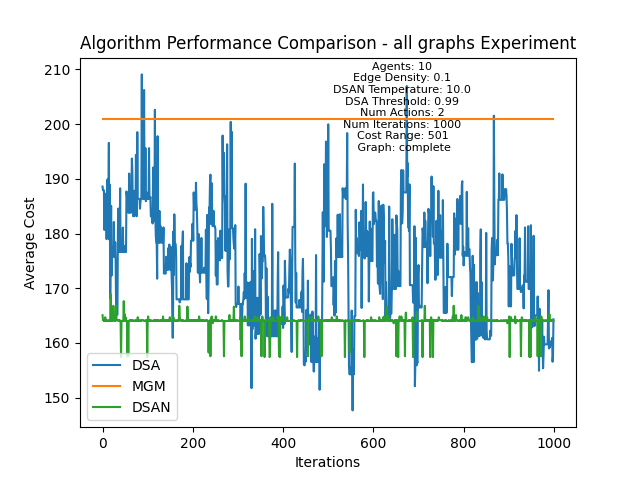 Algorithm Performance Comparison - all graphs Experiment
Agents: 10
Edge Density: 0.1
DSAN Temperature: 10.0
DSA Threshold: 0.99
Num Actions: 2
Num Iterations: 1000
Cost Range: 501
Graph: complete
Average Cost
210
200
190
180
170
160
150
DSA
MGM
DSAN
0
200
400
600
800
1000
Iterations